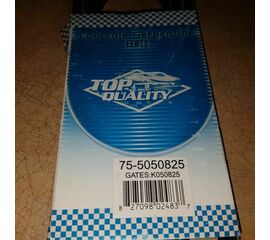 Serpentine
Belt
TOP
QUALITY
75-5050825
GATES:K050825
8 27098 02483 7